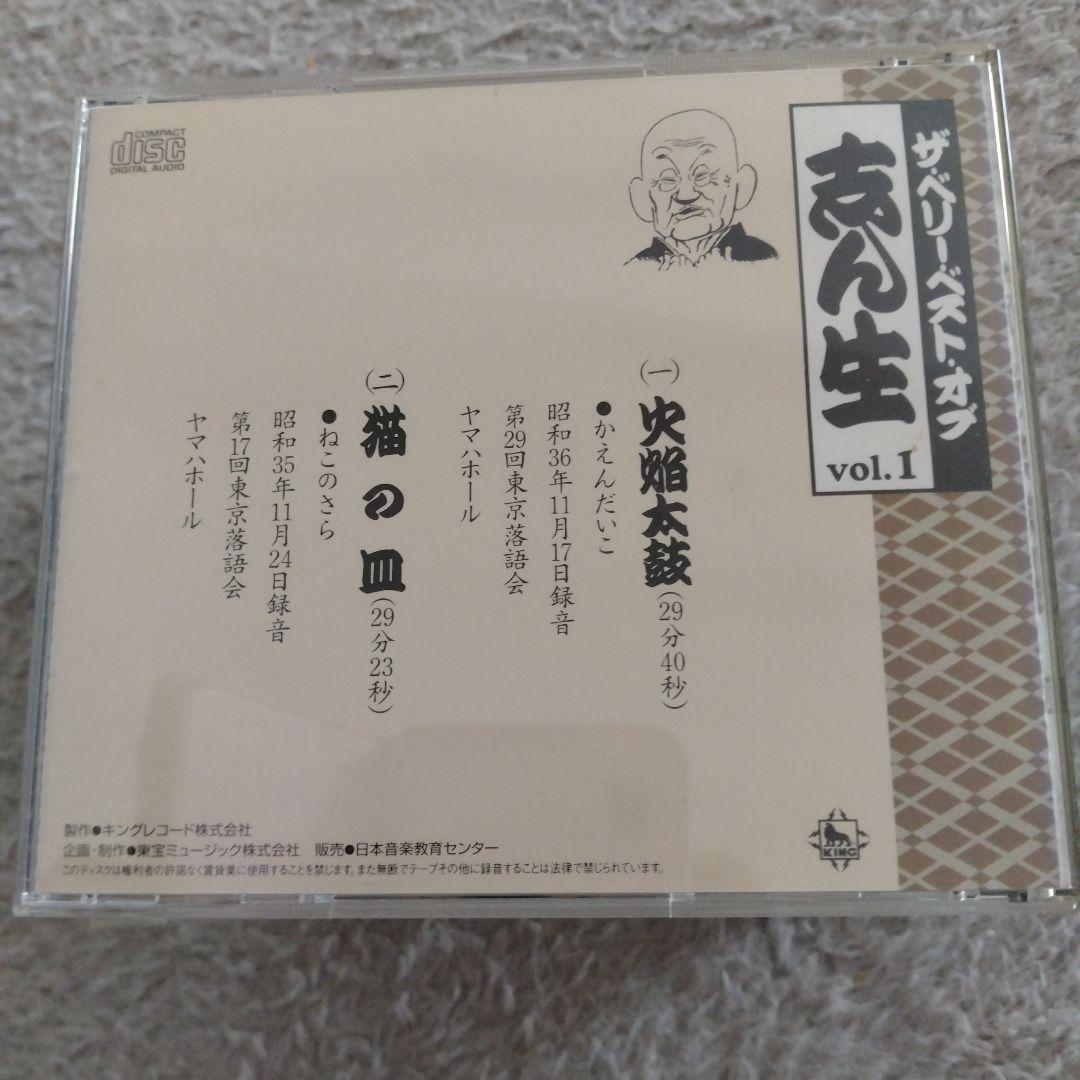 ザ・ベリー・ベスト・オブ
志ん生
vol.1
COMPACT
disc
DIGITAL AUDIO
(一)火焔太鼓(29分40秒)
●かえんだいこ
昭和36年11月17日録音
第29回東京落語会
ヤマハホール
(二)猫の皿(29分23秒)
●ねこのさら
昭和35年11月24日録音
第17回東京落語会
ヤマハホール
製作●キングレコード株式会社
企画・制作●東宝ミュージック株式会社 販売●日本音楽教育センター
このディスクは権利者の許諾なく賃貸業に使用することを禁じます。また無断でテープその他に録音することは法律で禁じられています。
KING